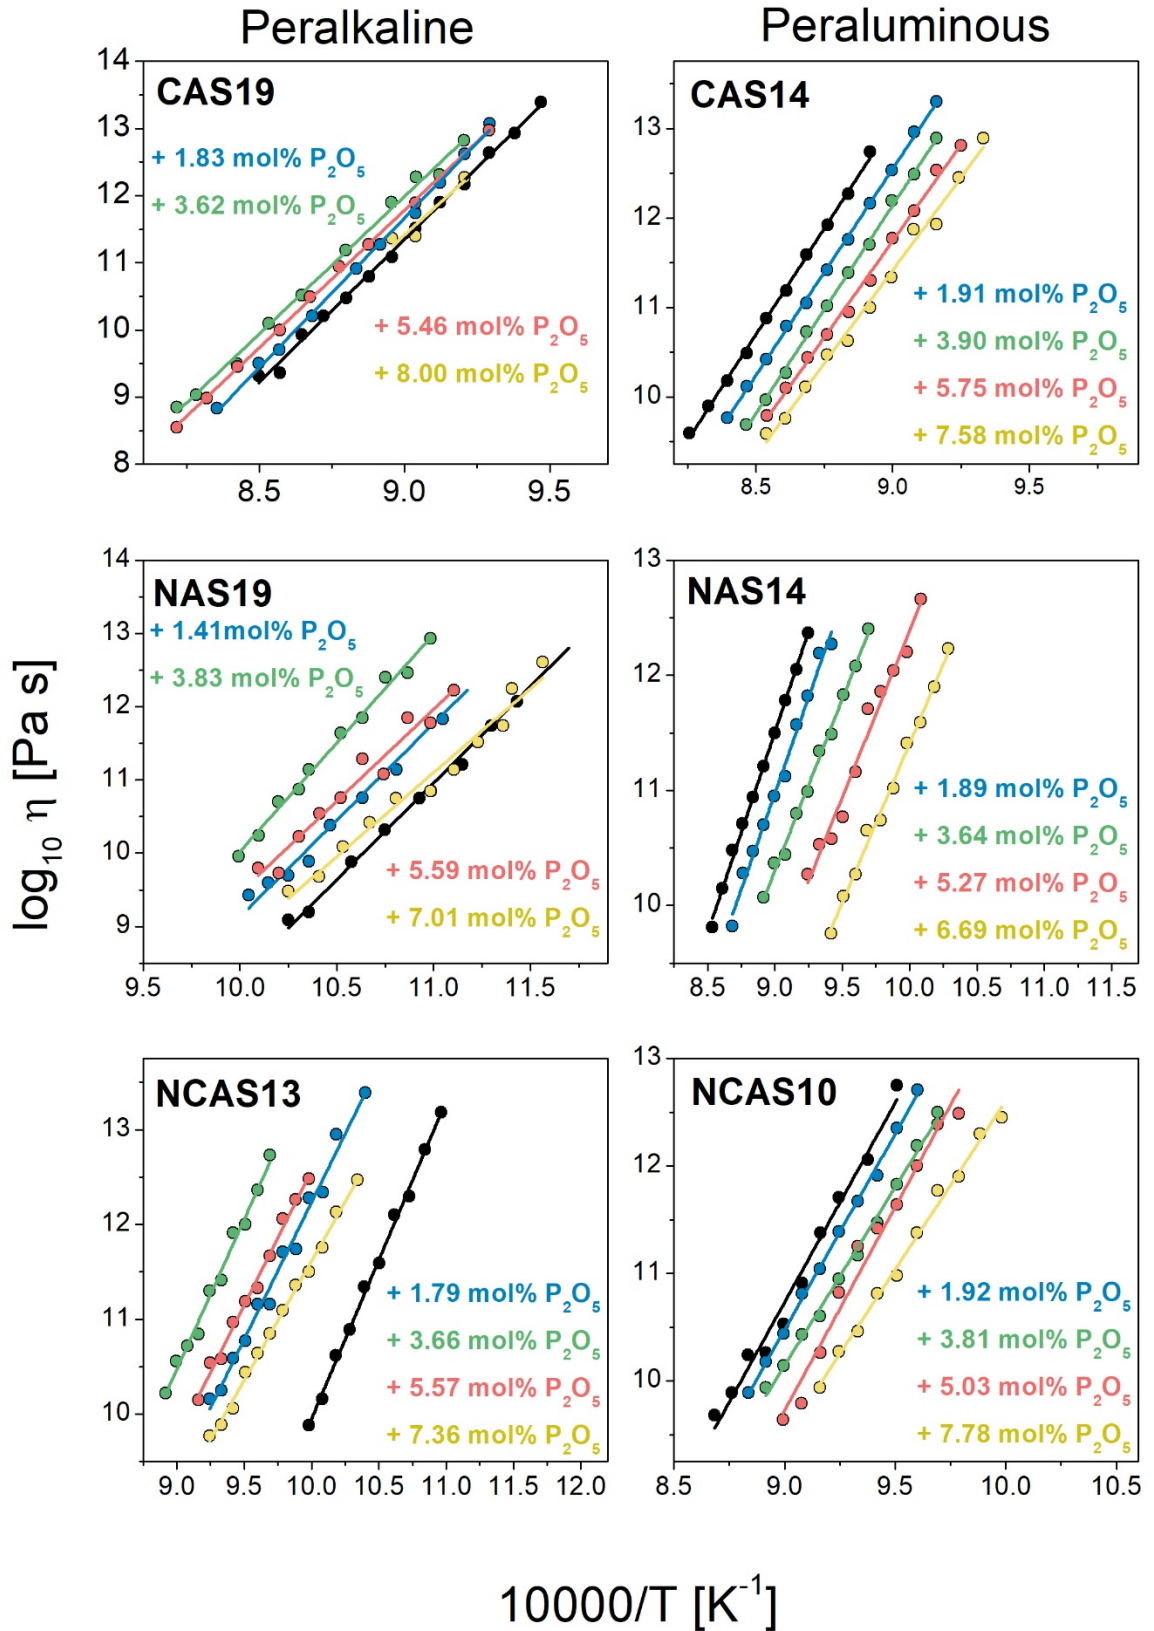 Peralkaline
Peraluminous
14
13
12
11
10
9
8
CAS19
+ 1.83 mol% P₂O₅
+ 3.62 mol% P₂O₅
+ 5.46 mol% P₂O₅
+ 8.00 mol% P₂O₅
8.5 9.0 9.5
13
12
11
10
CAS14
+ 1.91 mol% P₂O₅
+ 3.90 mol% P₂O₅
+ 5.75 mol% P₂O₅
+ 7.58 mol% P₂O₅
8.5 9.0 9.5
log₁₀ η [Pa s]
14
13
12
11
10
9
NAS19
+ 1.41mol% P₂O₅
+ 3.83 mol% P₂O₅
+ 5.59 mol% P₂O₅
+ 7.01 mol% P₂O₅
9.5 10.0 10.5 11.0 11.5
13
12
11
10
NAS14
+ 1.89 mol% P₂O₅
+ 3.64 mol% P₂O₅
+ 5.27 mol% P₂O₅
+ 6.69 mol% P₂O₅
8.5 9.0 9.5 10.0 10.5 11.0 11.5
13
12
11
10
NCAS13
+ 1.79 mol% P₂O₅
+ 3.66 mol% P₂O₅
+ 5.57 mol% P₂O₅
+ 7.36 mol% P₂O₅
9.0 9.5 10.0 10.5 11.0 11.5 12.0
13
12
11
10
NCAS10
+ 1.92 mol% P₂O₅
+ 3.81 mol% P₂O₅
+ 5.03 mol% P₂O₅
+ 7.78 mol% P₂O₅
8.5 9.0 9.5 10.0 10.5
10000/T [K⁻¹]